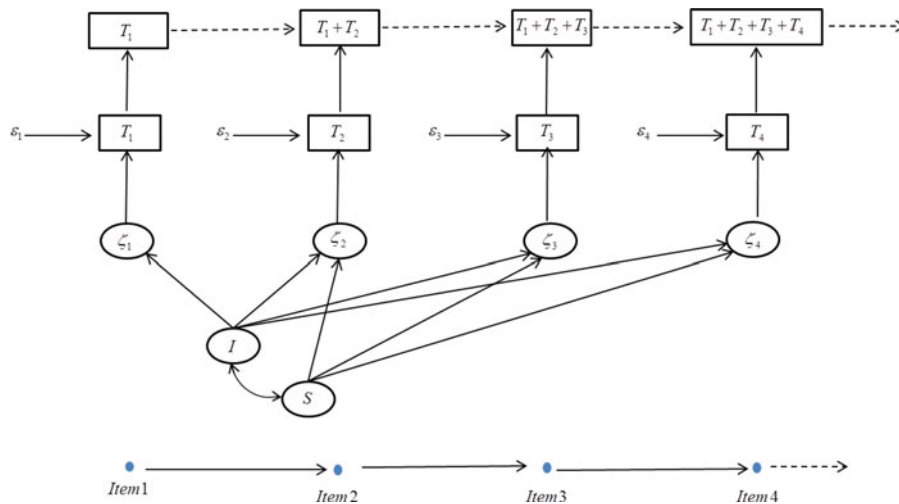 T₁ T₁ + T₂ T₁ + T₂ + T₃ T₁ + T₂ + T₃ + T₄
ε₁ T₁ ε₂ T₂ ε₃ T₃ ε₄ T₄
ζ₁ ζ₂ ζ₃ ζ₄
I
S
Item1 Item2 Item3 Item4